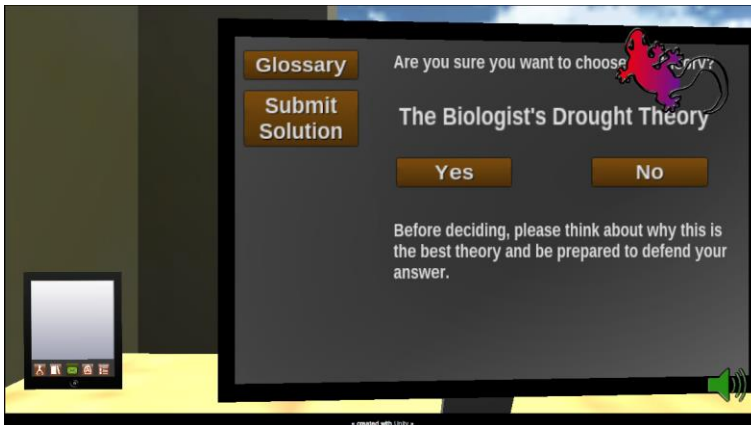 Glossary
Submit
Solution
Are you sure you want to choose
The Biologist's Drought Theory
Yes
No
Before deciding, please think about why this is
the best theory and be prepared to defend your
answer.
• created with Unity •